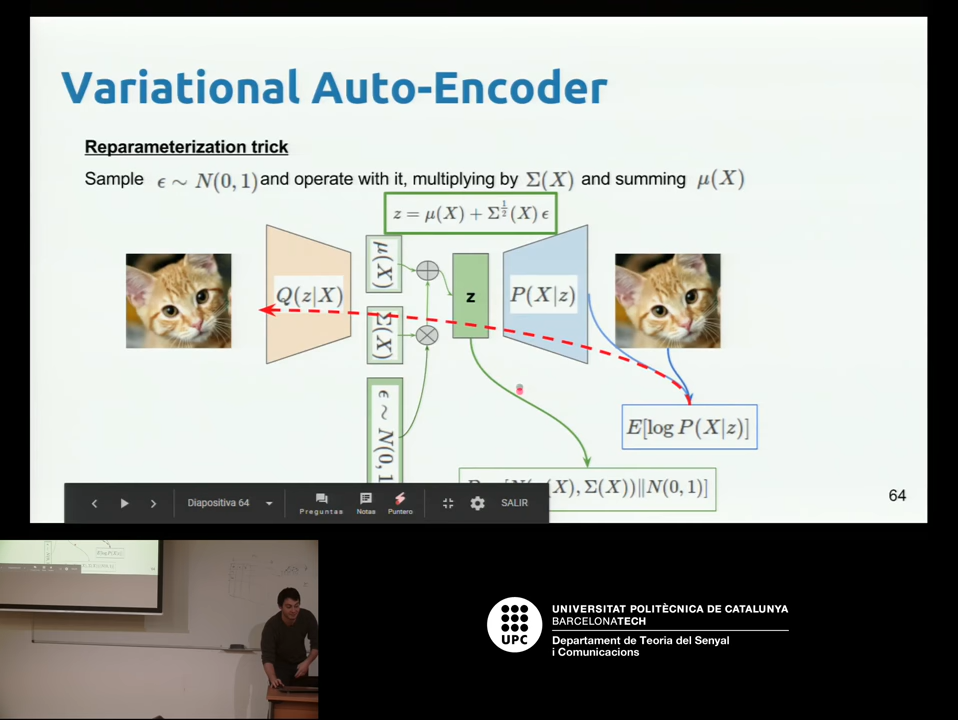 Variational Auto-Encoder
Reparameterization trick
Sample ϵ ∼ N(0,1) and operate with it, multiplying by Σ(X) and summing μ(X)
z = μ(X) + Σ^{1/2}(X) ϵ
Q(z|X)
μ(X)
Σ(X)
ϵ ∼ N(0,1
z
P(X|z)
E[log P(X|z)]
(X), Σ(X))||N(0,1)]
64
Diapositiva 64
Preguntas
Notas
Puntero
SALIR
UPC
UNIVERSITAT POLITÈCNICA DE CATALUNYA
BARCELONATECH
Departament de Teoria del Senyal
i Comunicacions